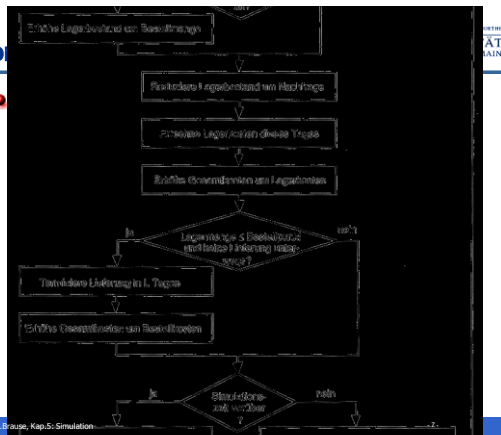 Erhöhe Lagerbestand um Bestellmenge
Reduziere Lagerbestand um Nachfrage
Errechne Lagerkosten dieses Tages
Erhöhe Gesamtkosten um Lagerkosten
ja
nein
Lagermenge ≤ Bestellpunkt
und keine Lieferung unter-
wegs?
Terminiere Lieferung in L Tagen
Erhöhe Gesamtkosten um Bestellkosten
ja
nein
Simulations-
zeit vorüber
?
Brause, Kap.5: Simulation